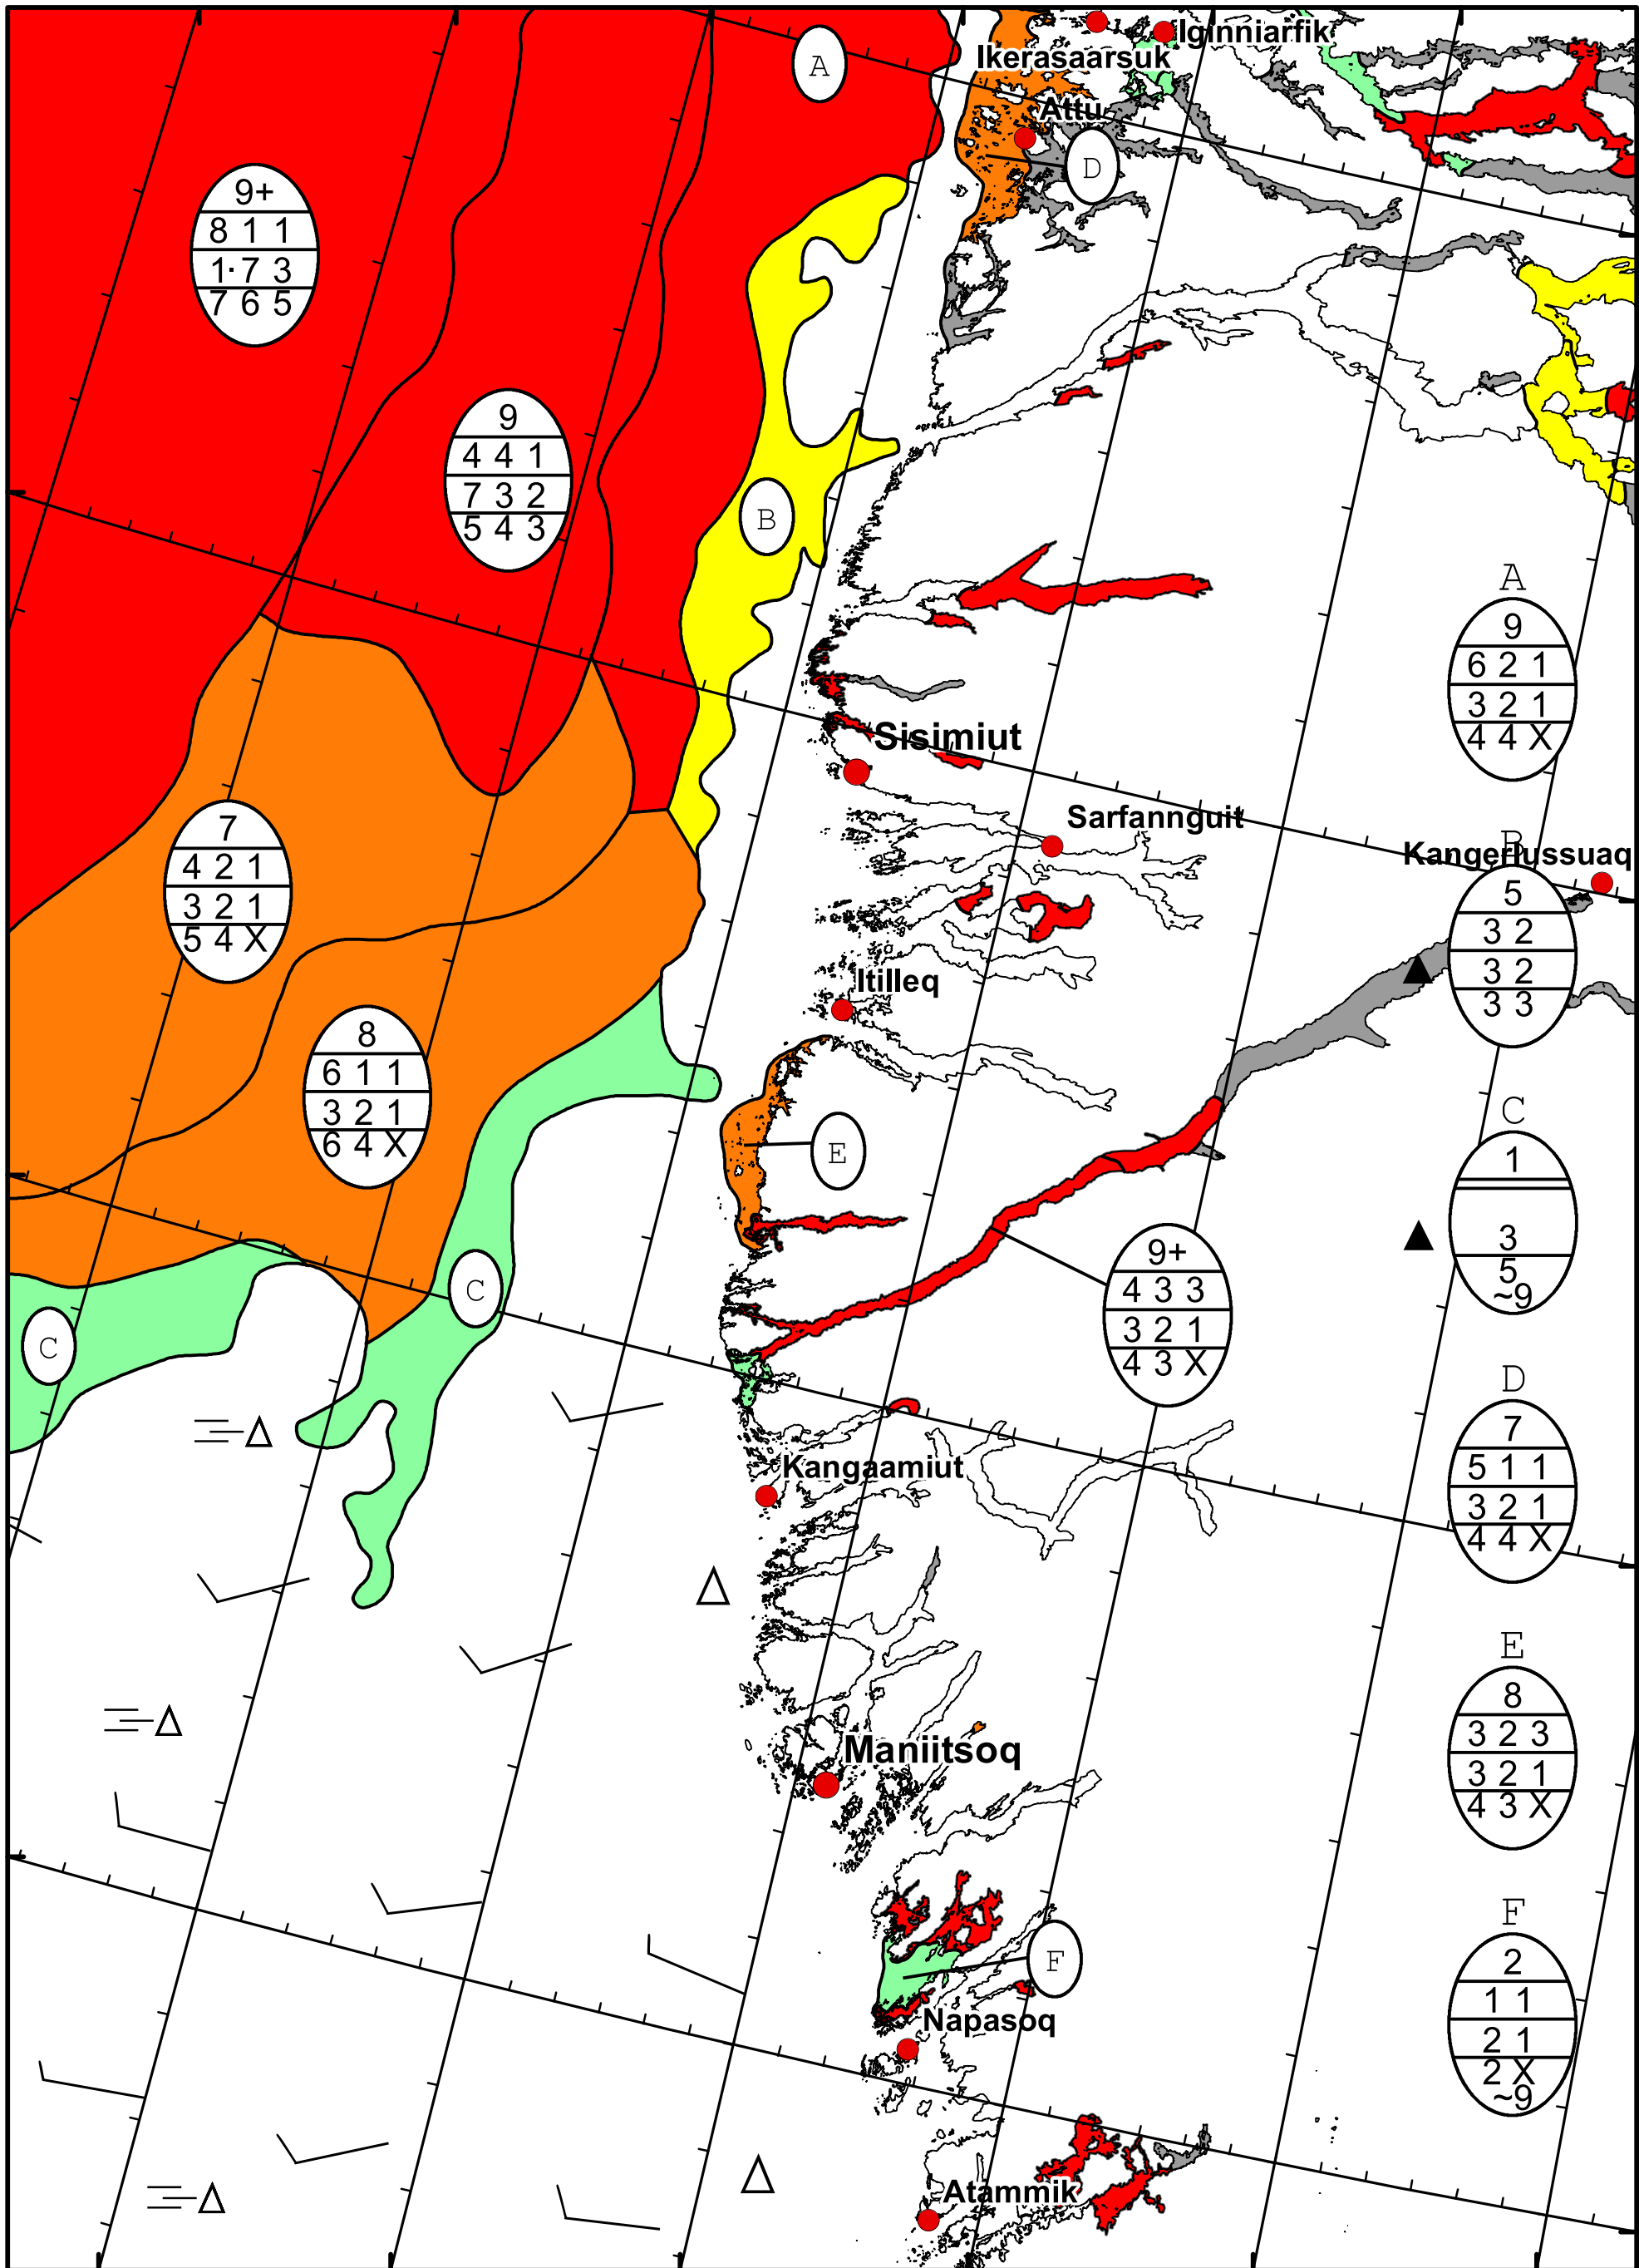 Iginniarfik
Ikerasaarsuk
A
Attu
D
9+
8 1 1
1· 7 3
7 6 5
9
4 4 1
7 3 2
5 4 3
B
A
9
6 2 1
3 2 1
4 4 X
Sisimiut
Sarfannguit
7
4 2 1
3 2 1
5 4 X
B
Kangerlussuaq
5
3 2
3 2
3 3
Itilleq
8
6 1 1
3 2 1
6 4 X
E
C
1
3
5
~9
9+
4 3 3
3 2 1
4 3 X
C
C
D
7
5 1 1
3 2 1
4 4 X
Kangaamiut
E
8
3 2 3
3 2 1
4 3 X
Maniitsoq
F
F
2
1 1
2 1
2 X
~9
Napasoq
Atammik